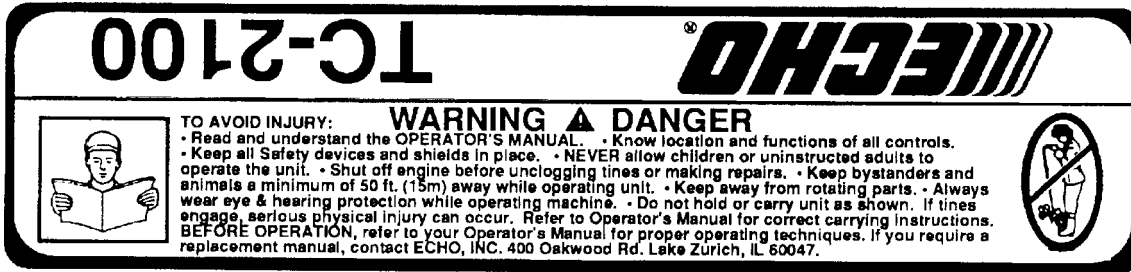 ECHO®
TC-2100
WARNING ⚠ DANGER
TO AVOID INJURY:
• Read and understand the OPERATOR'S MANUAL. • Know location and functions of all controls.
• Keep all Safety devices and shields in place. • NEVER allow children or uninstructed adults to
operate the unit. • Shut off engine before unclogging tines or making repairs. • Keep bystanders and
animals a minimum of 50 ft. (15m) away while operating unit. • Keep away from rotating parts. • Always
wear eye & hearing protection while operating machine. • Do not hold or carry unit as shown. If tines
engage, serious physical injury can occur. Refer to Operator's Manual for correct carrying instructions.
BEFORE OPERATION, refer to your Operator's Manual for proper operating techniques. If you require a
replacement manual, contact ECHO, INC. 400 Oakwood Rd. Lake Zurich, IL 60047.